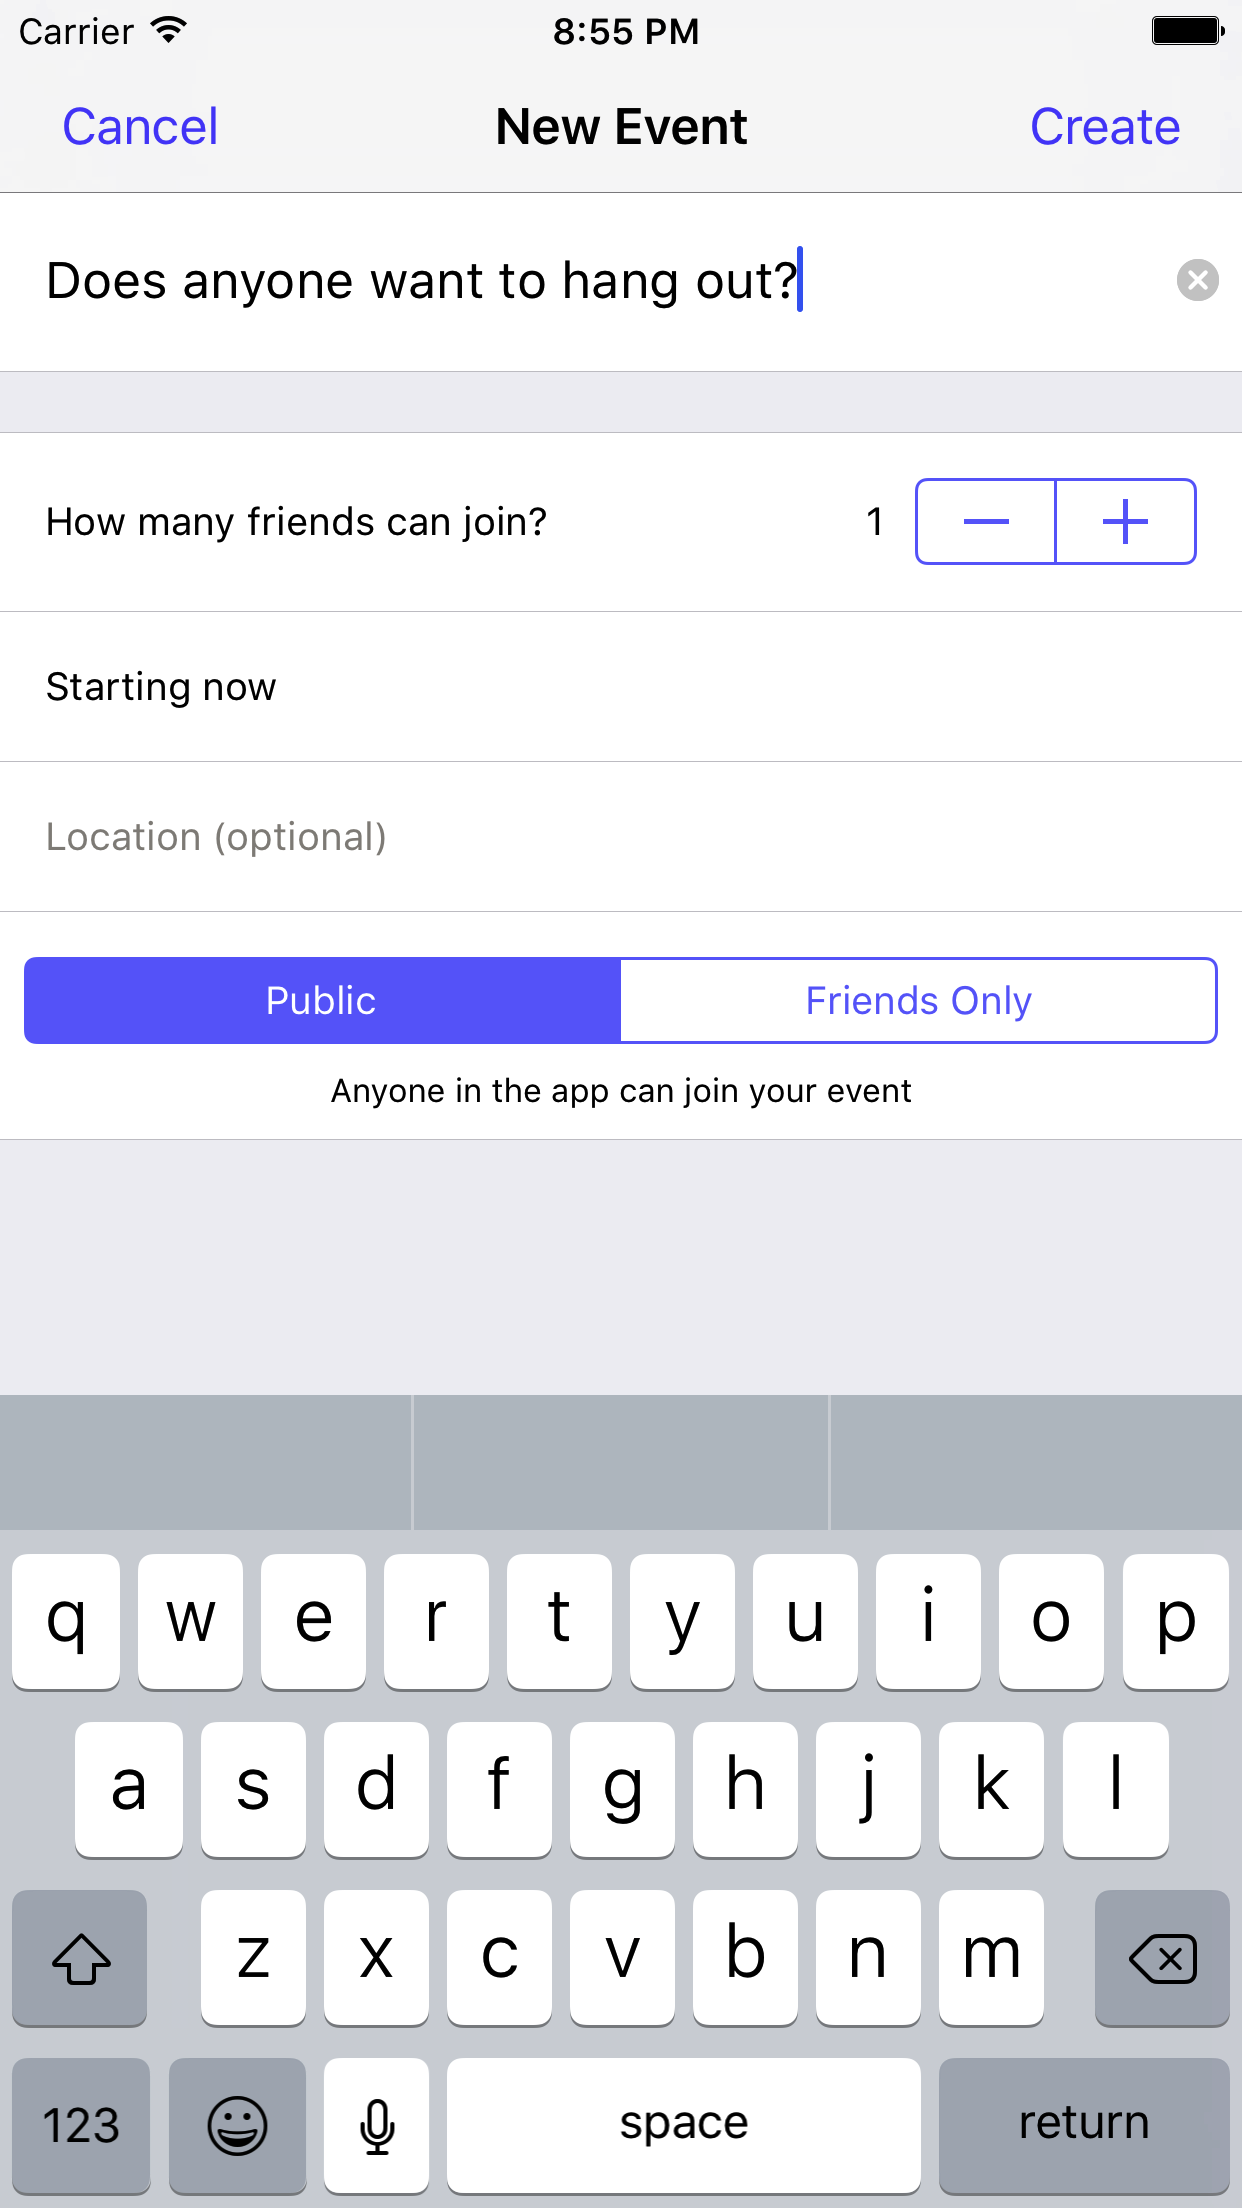 Carrier 8:55 PM
Cancel New Event Create
Does anyone want to hang out?
How many friends can join? 1
Starting now
Location (optional)
Public Friends Only
Anyone in the app can join your event
q w e r t y u i o p
a s d f g h j k l
z x c v b n m
123 space return